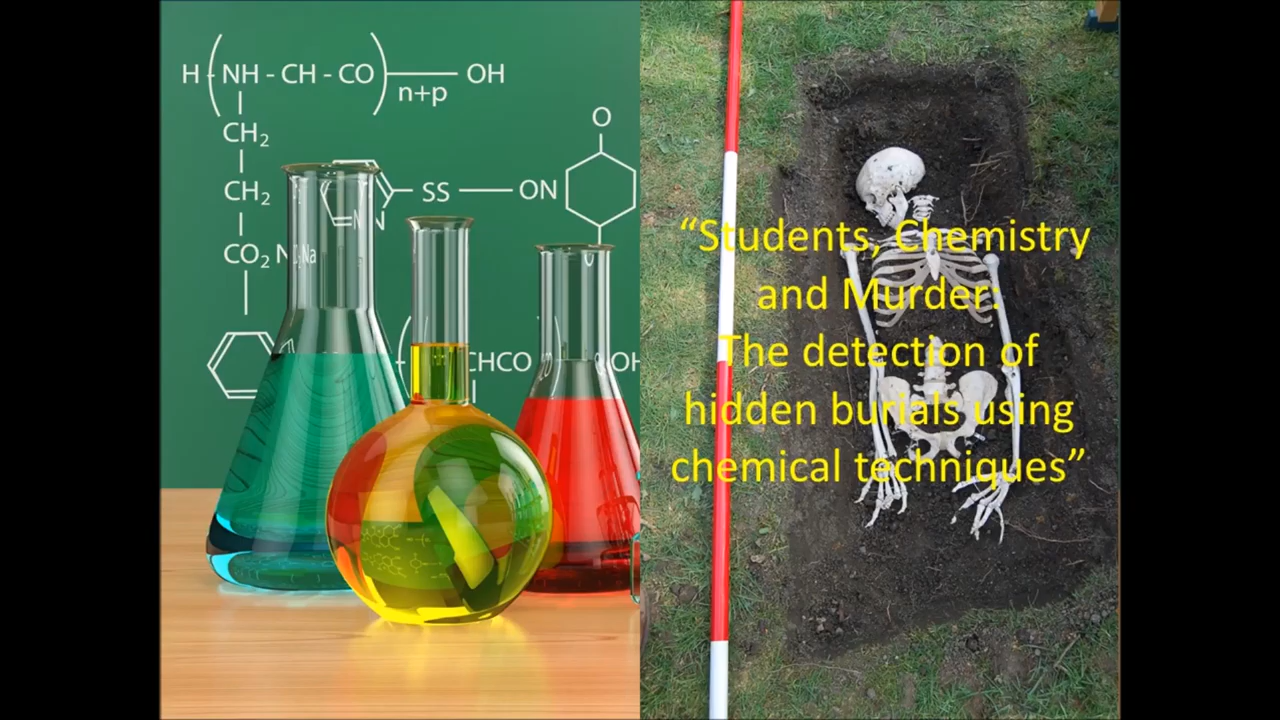 H (NH - CH - CO) n+p OH
CH2
CH2
CO2 N
Na
SS
ON
O
N
CHCO
OH
“Students, Chemistry
and Murder:
The detection of
hidden burials using
chemical techniques”